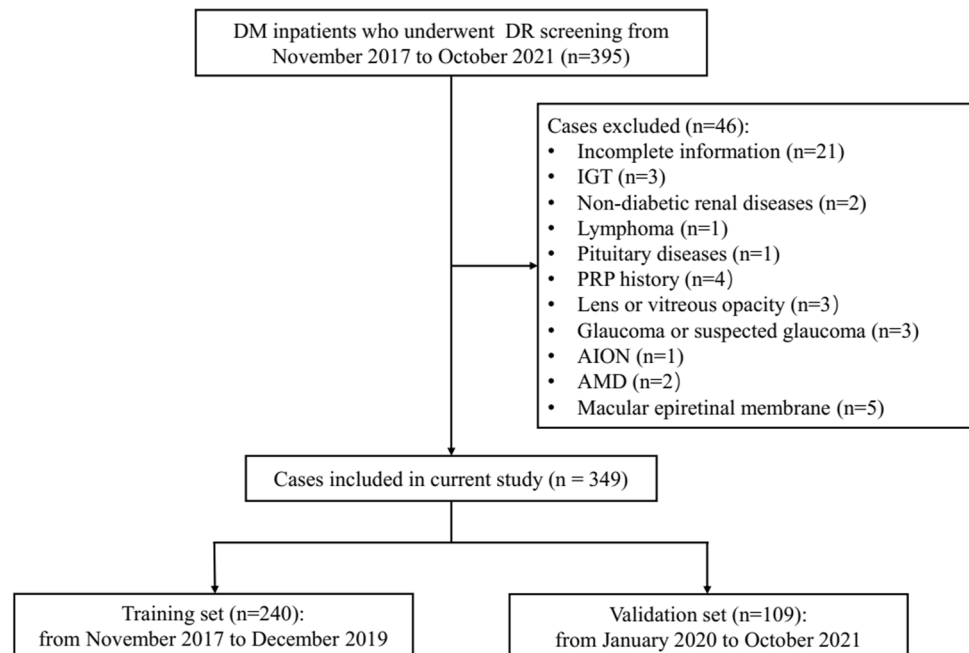 DM inpatients who underwent DR screening from
November 2017 to October 2021 (n=395)
Cases excluded (n=46):
• Incomplete information (n=21)
• IGT (n=3)
• Non-diabetic renal diseases (n=2)
• Lymphoma (n=1)
• Pituitary diseases (n=1)
• PRP history (n=4)
• Lens or vitreous opacity (n=3)
• Glaucoma or suspected glaucoma (n=3)
• AION (n=1)
• AMD (n=2)
• Macular epiretinal membrane (n=5)
Cases included in current study (n = 349)
Training set (n=240):
from November 2017 to December 2019
Validation set (n=109):
from January 2020 to October 2021